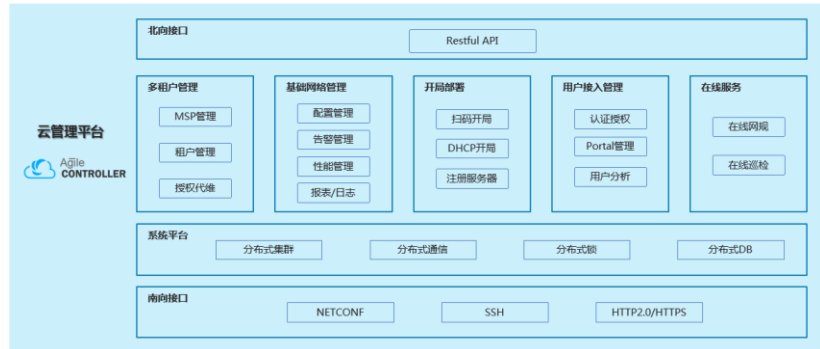 北向接口
Restful API
云管理平台
Agile
CONTROLLER
多租户管理
MSP管理
租户管理
授权代维
基础网络管理
配置管理
告警管理
性能管理
报表/日志
开局部署
扫码开局
DHCP开局
注册服务器
用户接入管理
认证授权
Portal管理
用户分析
在线服务
在线网规
在线巡检
系统平台
分布式集群
分布式通信
分布式锁
分布式DB
南向接口
NETCONF
SSH
HTTP2.0/HTTPS